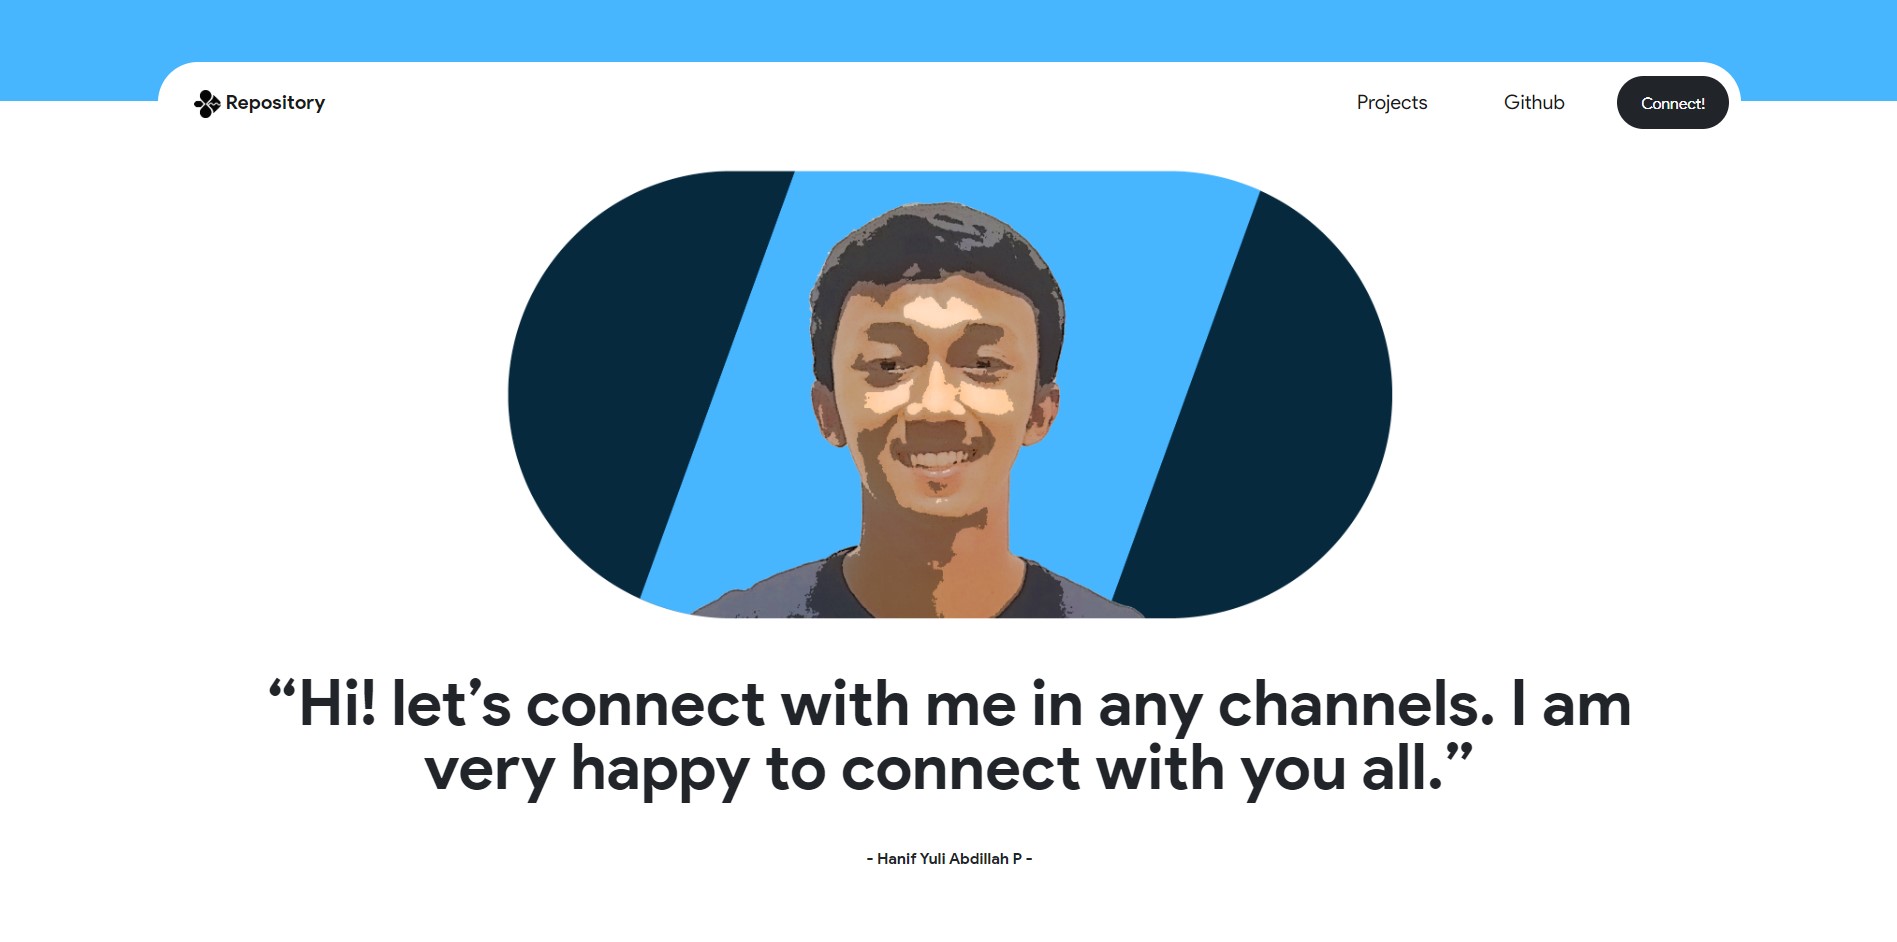 Repository
Projects
Github
Connect!
“Hi! let’s connect with me in any channels. I am
very happy to connect with you all.”
- Hanif Yuli Abdillah P -